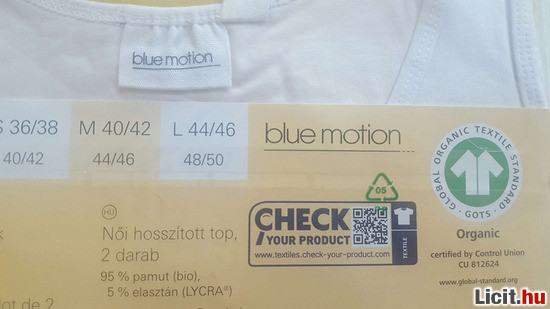 blue motion
S 36/38 M 40/42 L 44/46
40/42 44/46 48/50
blue motion
GLOBAL ORGANIC TEXTILE STANDARD
· GOTS ·
Organic
certified by Control Union
CU 812624
www.global-standard.org
05
CHECK
YOUR PRODUCT
www.textiles.check-your-product.com
TEXTILE
HU
Női hosszított top,
2 darab
95 % pamut (bio),
5 % elasztán (LYCRA®)
k
lot de 2
Licit.hu